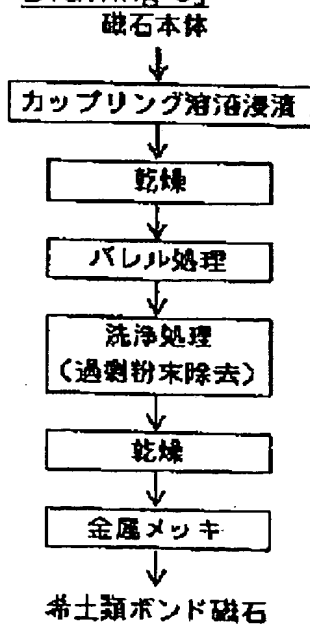 磁石本体
カップリング溶液浸漬
乾燥
バレル処理
洗浄処理
(過剰粉末除去)
乾燥
金属メッキ
希土類ボンド磁石